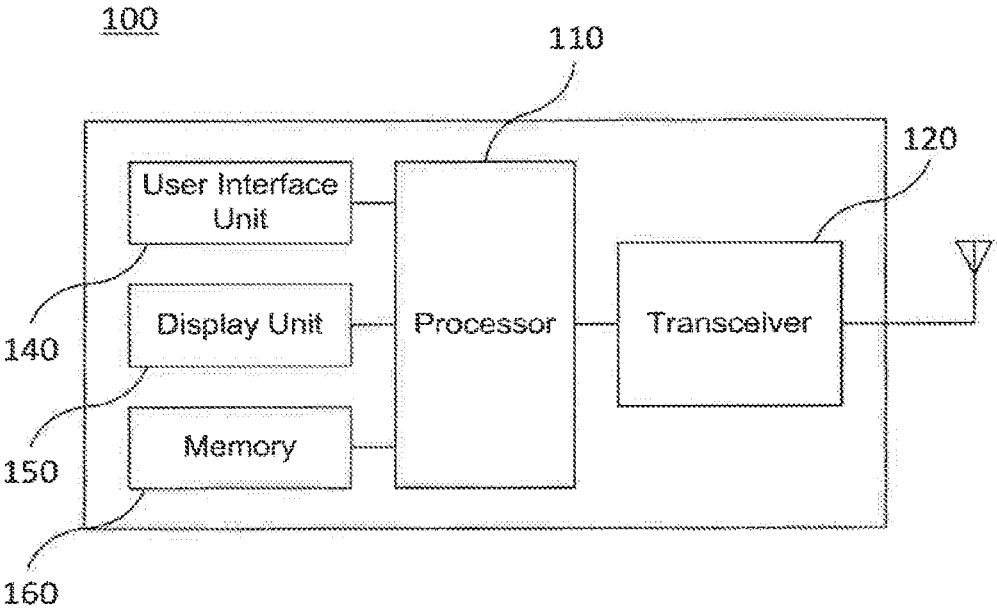 100
110
120
User Interface
Unit
140
Display Unit
Processor
Transceiver
150
Memory
160